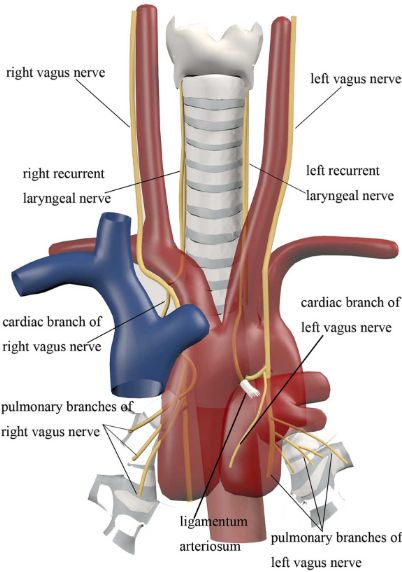 right vagus nerve
left vagus nerve
right recurrent
laryngeal nerve
left recurrent
laryngeal nerve
cardiac branch of
right vagus nerve
cardiac branch of
left vagus nerve
pulmonary branches of
right vagus nerve
ligamentum
arteriosum
pulmonary branches of
left vagus nerve